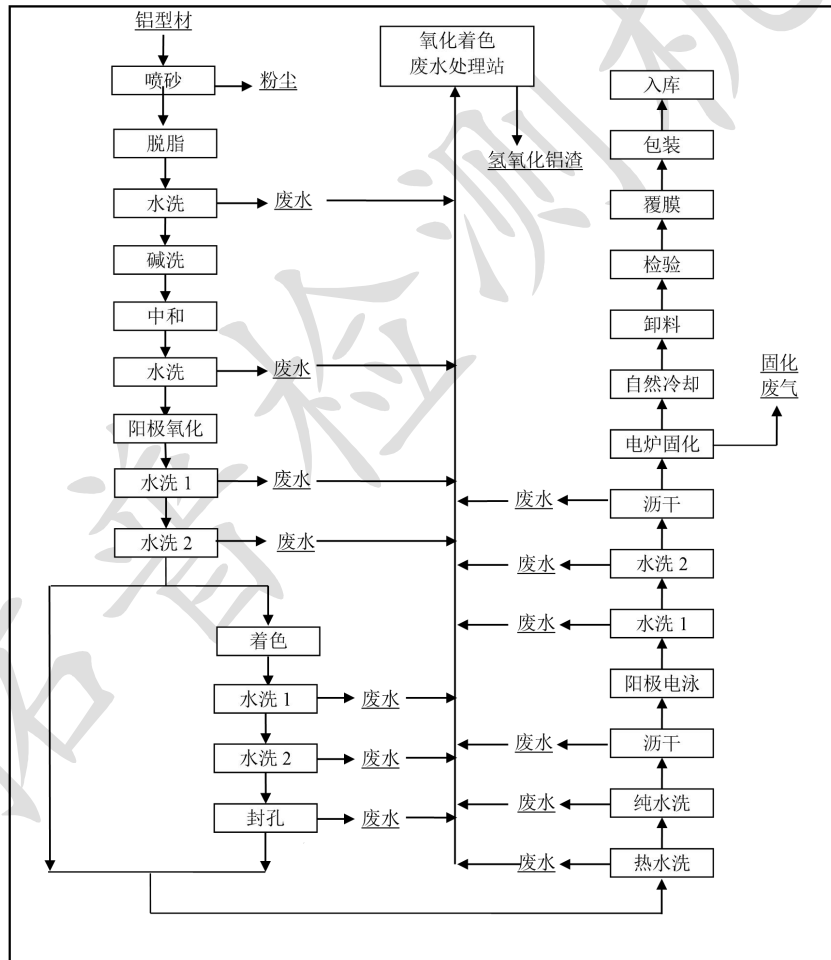 铝型材
喷砂
粉尘
脱脂
水洗
废水
碱洗
中和
水洗
废水
阳极氧化
水洗 1
废水
水洗 2
废水
着色
水洗 1
废水
水洗 2
废水
封孔
废水
氧化着色
废水处理站
氢氧化铝渣
入库
包装
覆膜
检验
卸料
自然冷却
固化
废气
电炉固化
沥干
废水
水洗 2
废水
水洗 1
废水
阳极电泳
沥干
废水
纯水洗
废水
热水洗
废水
普检测机